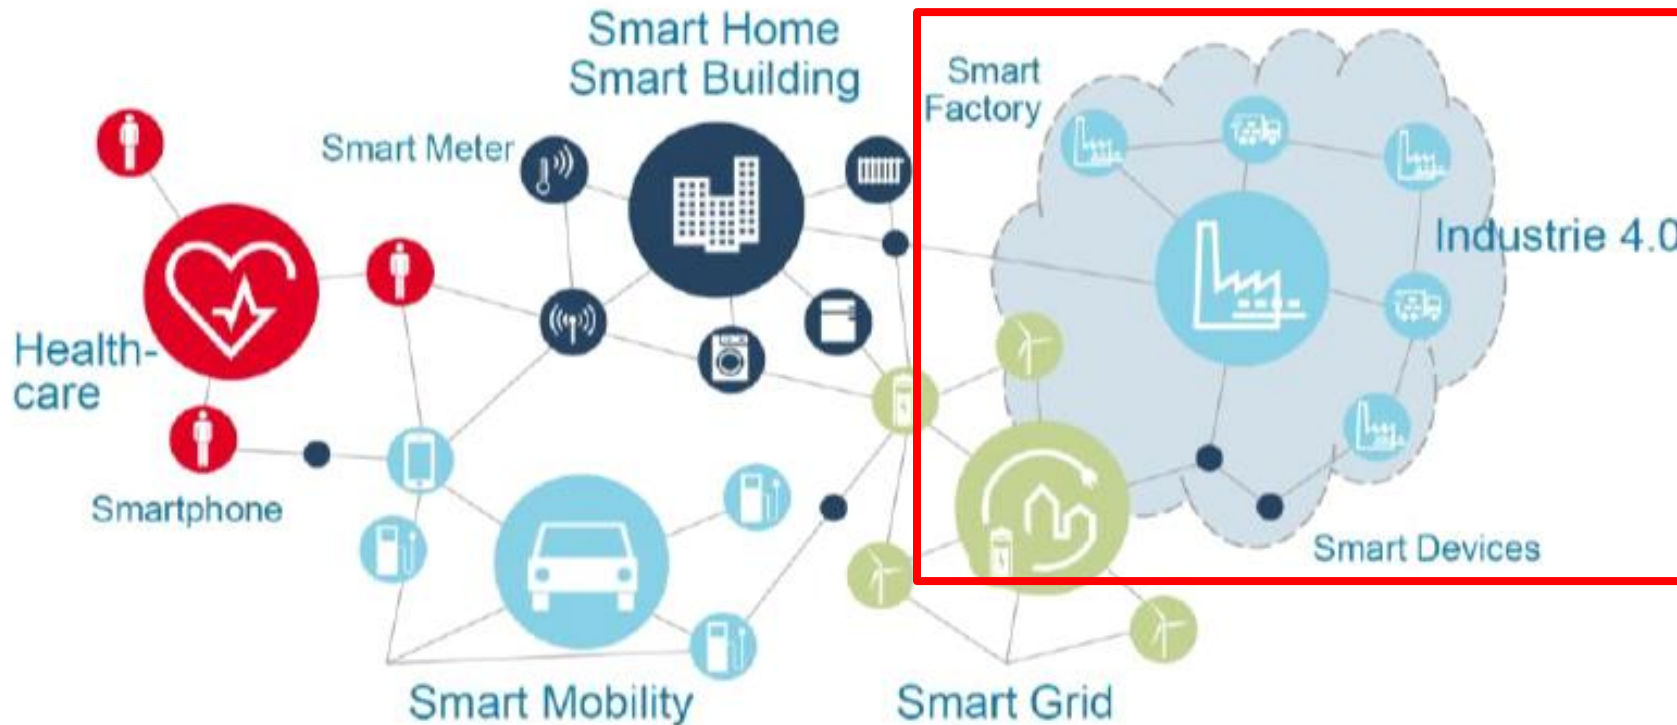 Smart Home
Smart Building
Smart
Factory
Smart Meter
Industrie 4.0
Health-
care
Smartphone
Smart Devices
Smart Mobility
Smart Grid